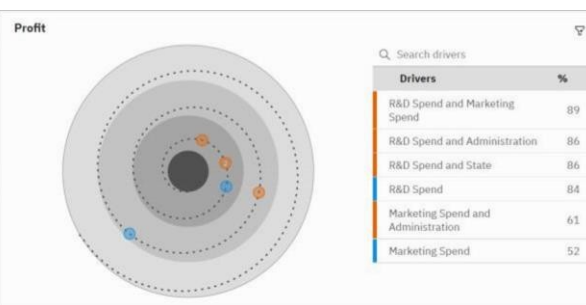 Profit
Search drivers
Drivers %
R&D Spend and Marketing
Spend 89
R&D Spend and Administration 86
R&D Spend and State 86
R&D Spend 84
Marketing Spend and
Administration 61
Marketing Spend 52